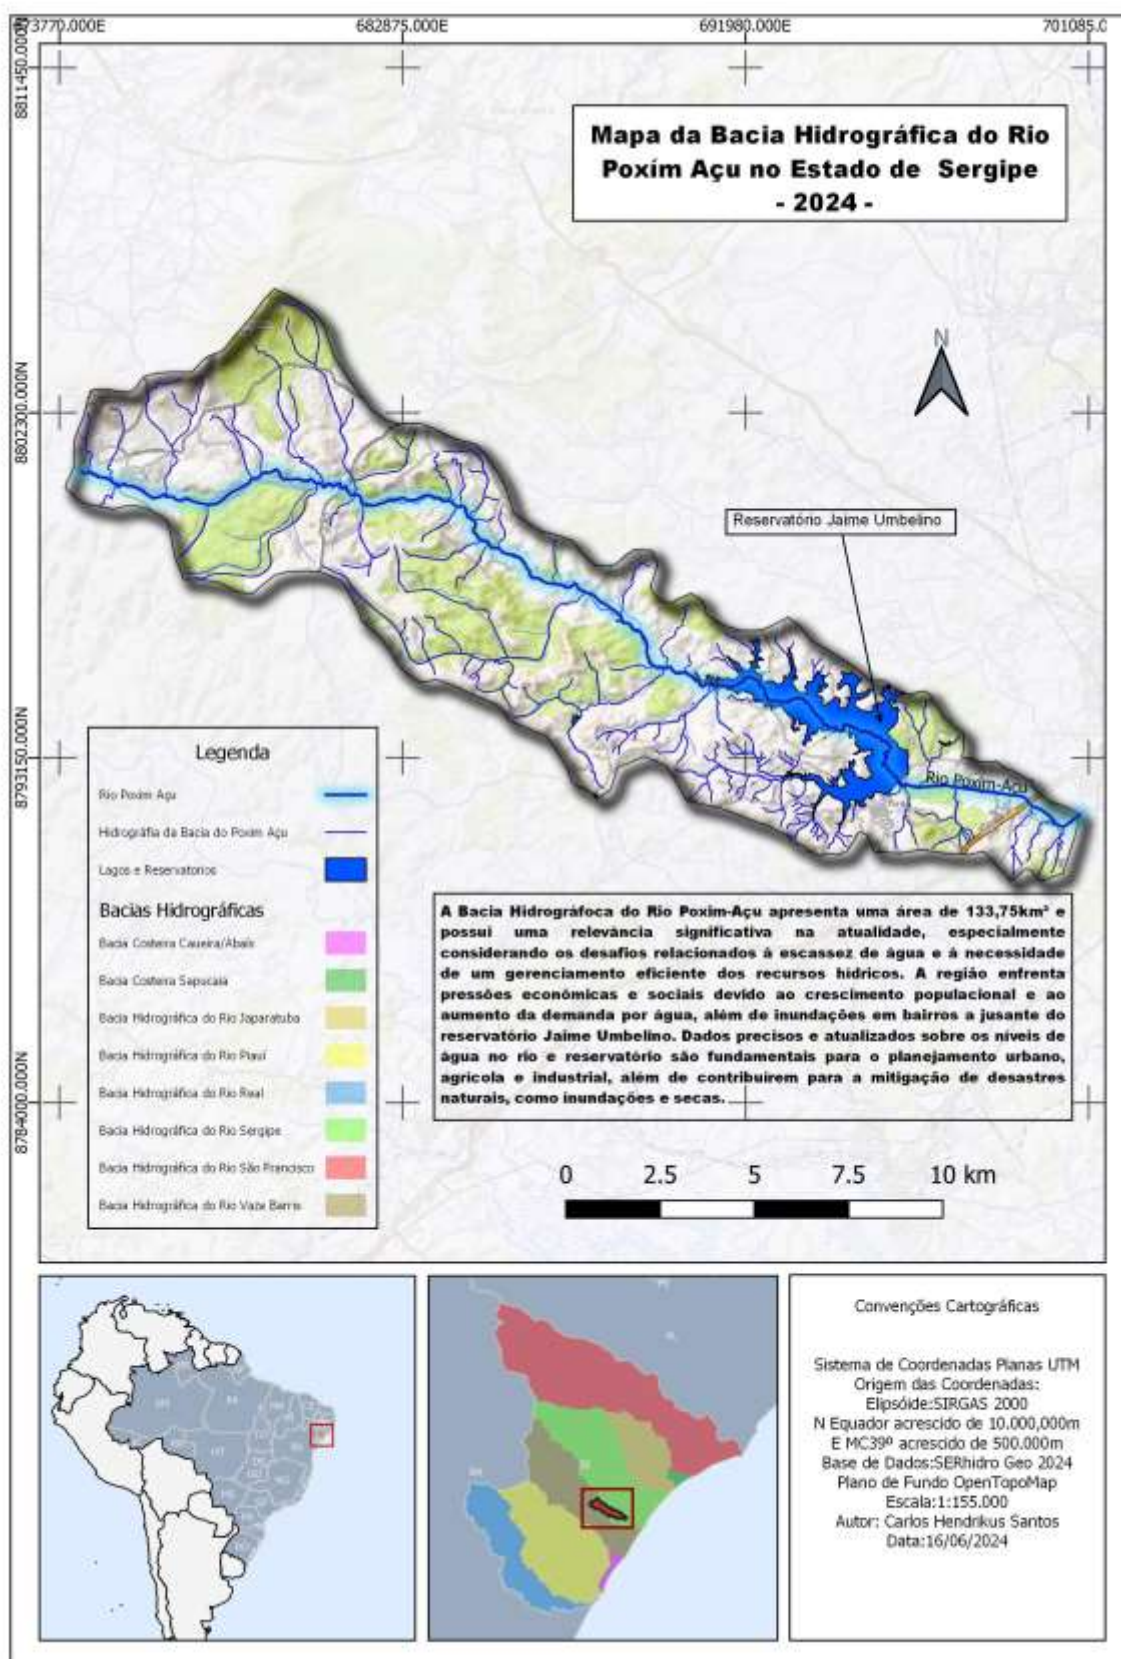 673770.000E 682875.000E 691980.000E 701085.0
8811450.000N
8802300.000N
8793150.000N
8784000.000N
Mapa da Bacia Hidrográfica do Rio
Poxím Açu no Estado de Sergipe
- 2024 -
N
Reservatório Jaime Umbelino
Rio Poxim-Açu
Legenda
Rio Poxim Açu
Hidrográfia da Bacia do Poxim Açu
Lagos e Reservatorios
Bacias Hidrográficas
Bacia Costeira Caueira/Abaís
Bacia Costeira Sapucaia
Bacia Hidrográfica do Rio Japaratuba
Bacia Hidrográfica do Rio Piauí
Bacia Hidrográfica do Rio Real
Bacia Hidrográfica do Rio Sergipe
Bacia Hidrográfica do Rio São Francisco
Bacia Hidrográfica do Rio Vaza Barris
A Bacia Hidrográfoca do Rio Poxim-Açu apresenta uma área de 133,75km² e
possui uma relevância significativa na atualidade, especialmente
considerando os desafios relacionados à escassez de água e à necessidade
de um gerenciamento eficiente dos recursos hídricos. A região enfrenta
pressões econômicas e sociais devido ao crescimento populacional e ao
aumento da demanda por água, além de inundações em bairros a jusante do
reservatório Jaime Umbelino. Dados precisos e atualizados sobre os níveis de
água no rio e reservatório são fundamentais para o planejamento urbano,
agrícola e industrial, além de contribuírem para a mitigação de desastres
naturais, como inundações e secas.
0 2.5 5 7.5 10 km
Convenções Cartográficas
Sistema de Coordenadas Planas UTM
Origem das Coordenadas:
Elipsóide:SIRGAS 2000
N Equador acrescido de 10.000,000m
E MC39º acrescido de 500.000m
Base de Dados:SERhidro Geo 2024
Plano de Fundo OpenTopoMap
Escala:1:155.000
Autor: Carlos Hendrikus Santos
Data:16/06/2024